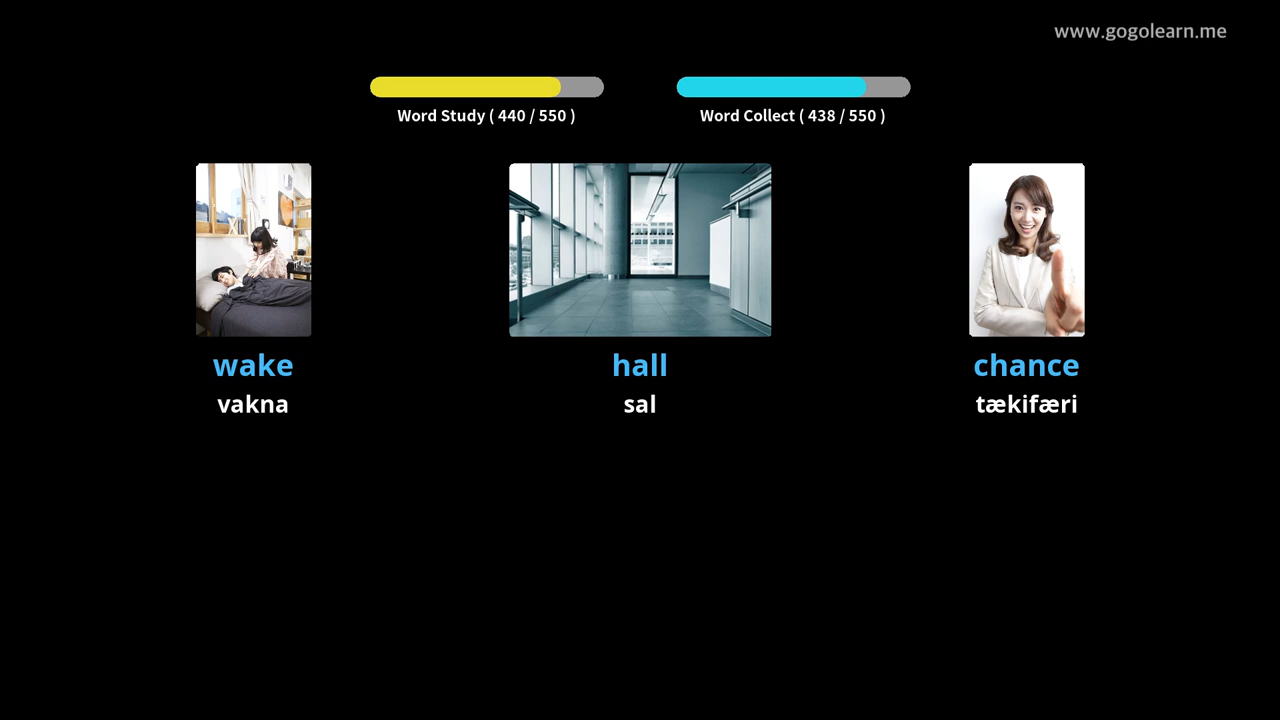 www.gogolearn.me
Word Study ( 440 / 550 )
Word Collect ( 438 / 550 )
wake
hall
chance
vakna
sal
tækifæri